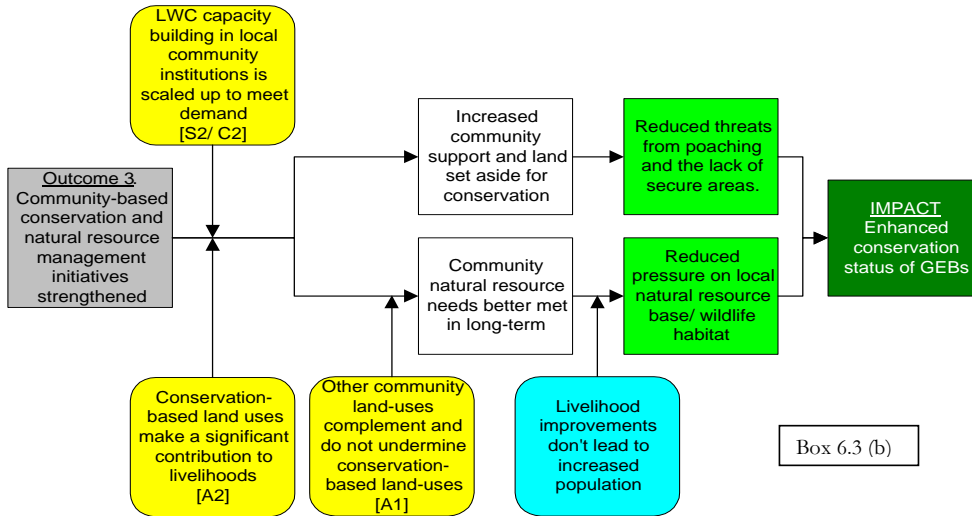 LWC capacity
building in local
community
institutions is
scaled up to meet
demand
[S2/ C2]
Outcome 3.
Community-based
conservation and
natural resource
management
initiatives
strengthened
Increased
community
support and land
set aside for
conservation
Reduced threats
from poaching
and the lack of
secure areas.
IMPACT
Enhanced
conservation
status of GEBs
Community
natural resource
needs better met
in long-term
Reduced
pressure on local
natural resource
base/ wildlife
habitat
Conservation-
based land uses
make a significant
contribution to
livelihoods
[A2]
Other community
land-uses
complement and
do not undermine
conservation-
based land-uses
[A1]
Livelihood
improvements
don't lead to
increased
population
Box 6.3 (b)